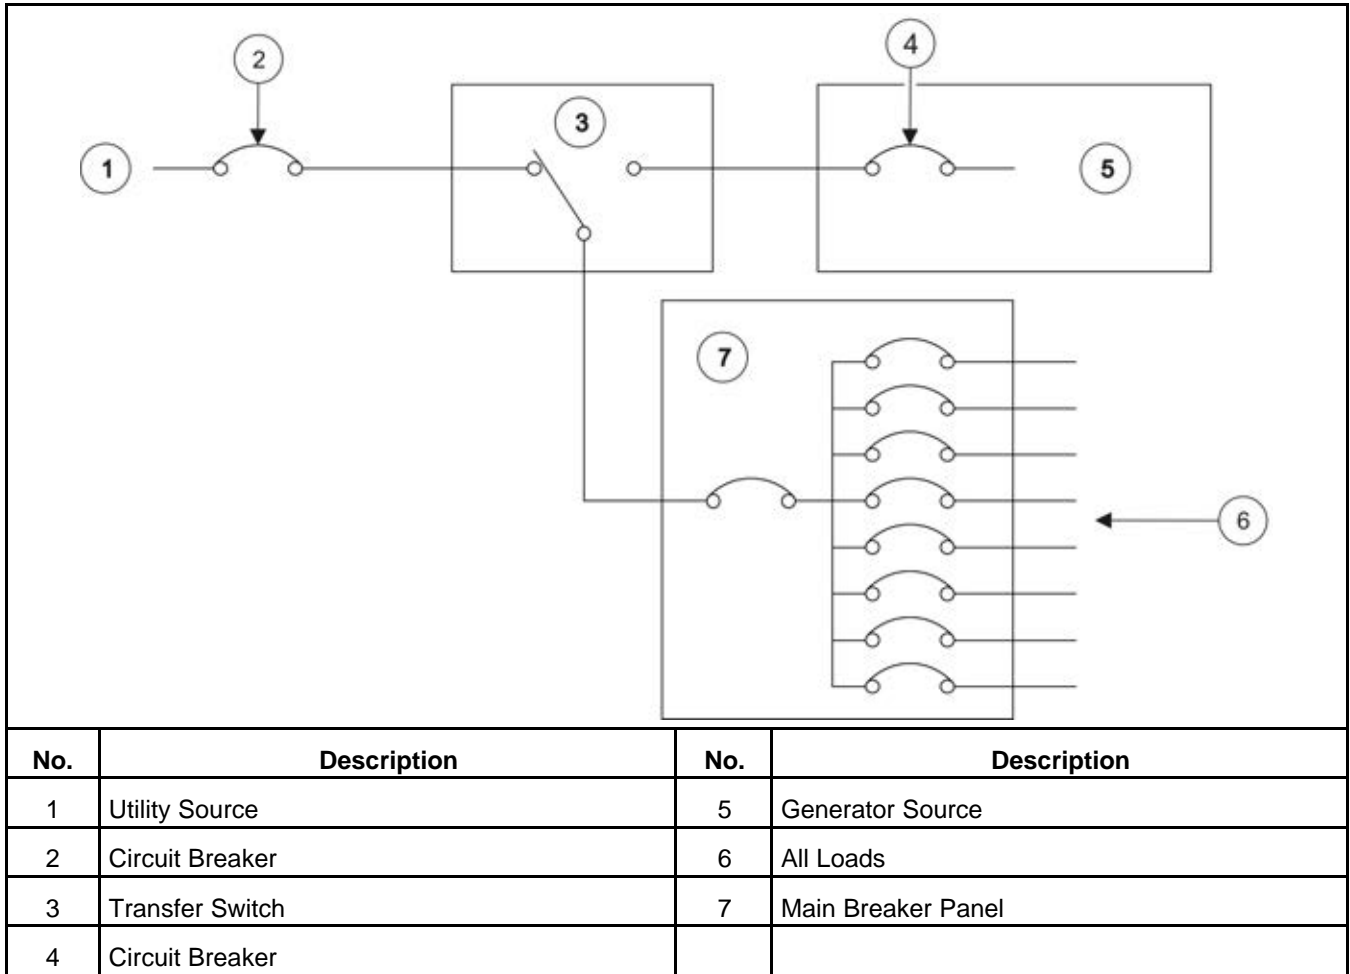 2
4
3
1
5
7
6
No. Description No. Description
1 Utility Source 5 Generator Source
2 Circuit Breaker 6 All Loads
3 Transfer Switch 7 Main Breaker Panel
4 Circuit Breaker